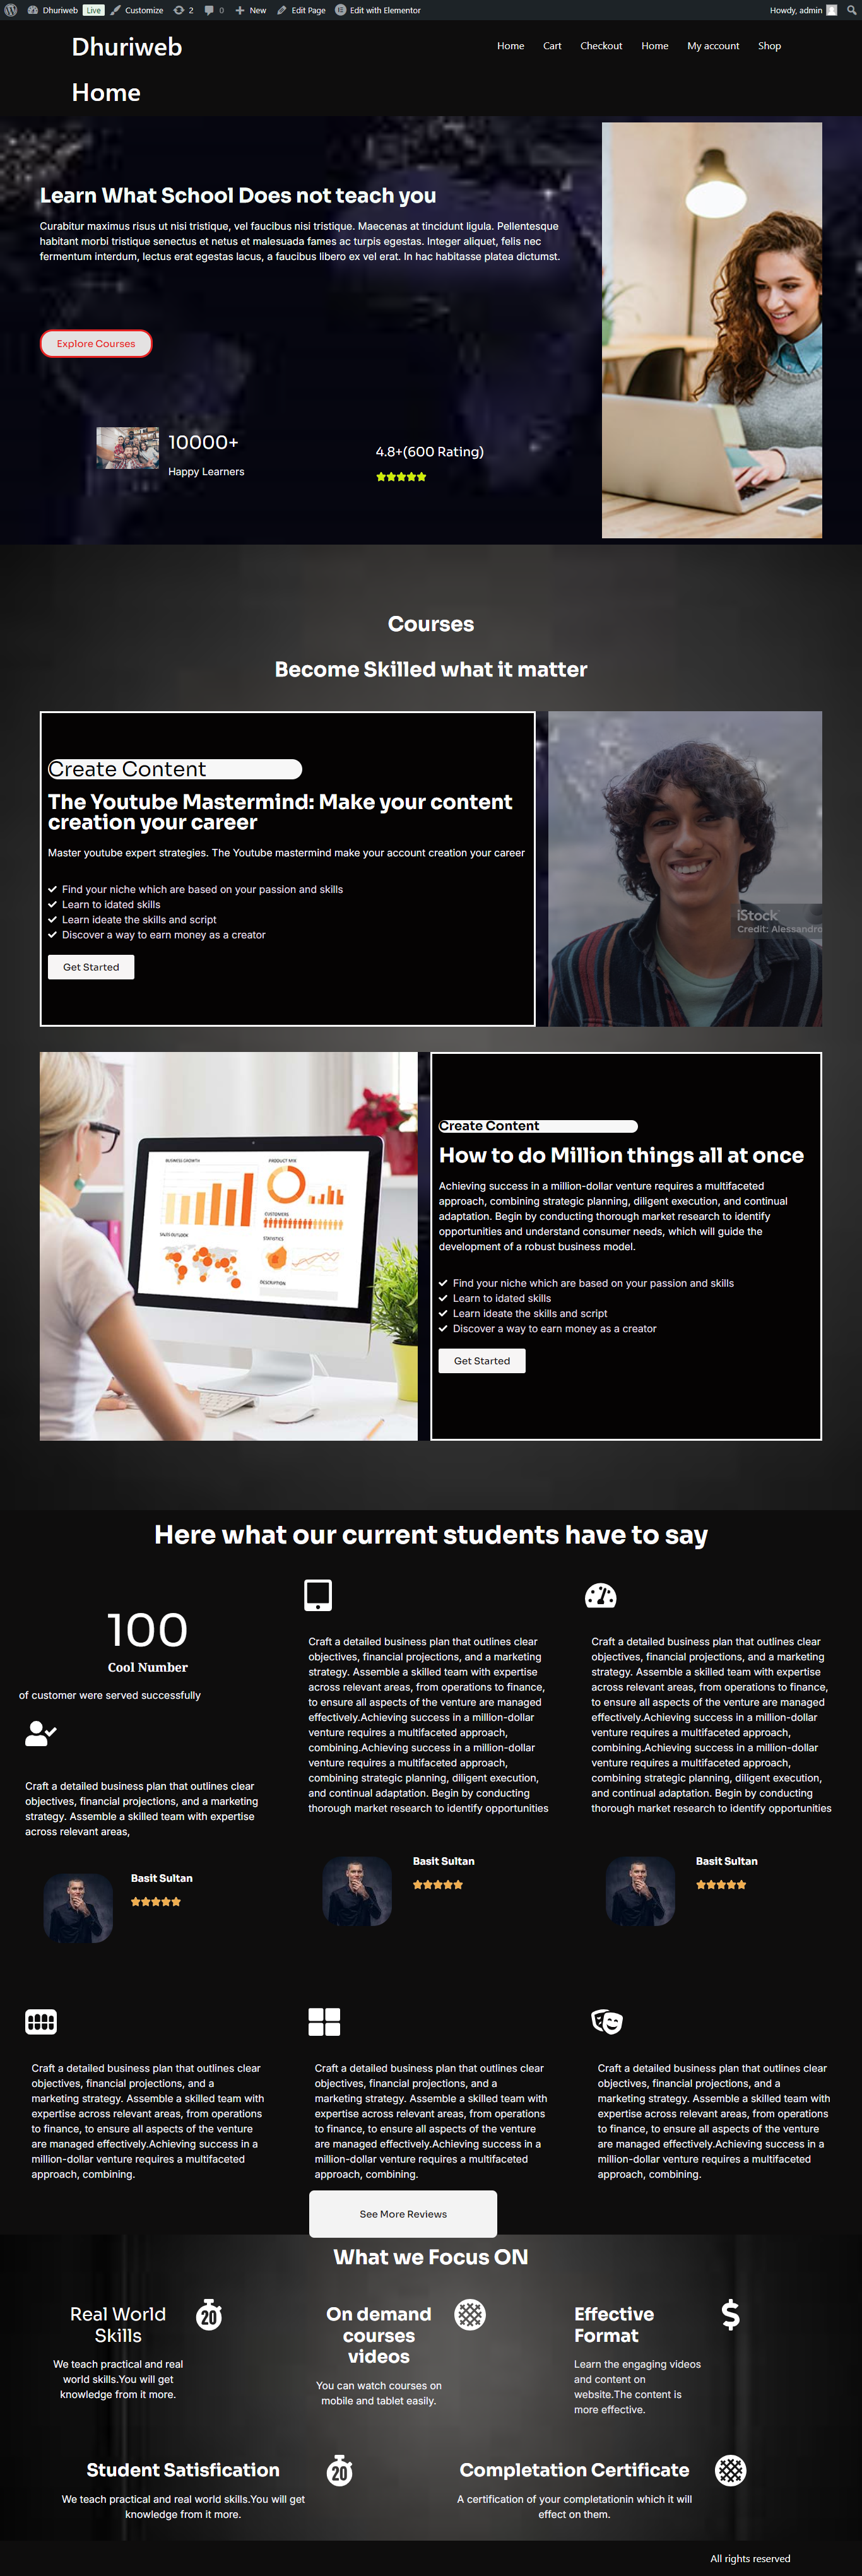 Dhuriweb Live Customize 2 0 New Edit Page Edit with Elementor Howdy, admin
Dhuriweb
Home Cart Checkout Home My account Shop
Home
Learn What School Does not teach you
Curabitur maximus risus ut nisi tristique, vel faucibus nisi tristique. Maecenas at tincidunt ligula. Pellentesque
habitant morbi tristique senectus et netus et malesuada fames ac turpis egestas. Integer aliquet, felis nec
fermentum interdum, lectus erat egestas lacus, a faucibus libero ex vel erat. In hac habitasse platea dictumst.
Explore Courses
10000+
Happy Learners
4.8+(600 Rating)
Courses
Become Skilled what it matter
Create Content
The Youtube Mastermind: Make your content
creation your career
Master youtube expert strategies. The Youtube mastermind make your account creation your career
Find your niche which are based on your passion and skills
Learn to idated skills
Learn ideate the skills and script
Discover a way to earn money as a creator
Get Started
iStock
Credit: Alessandro
BUSINESS GROWTH
PRODUCT MIX
CUSTOMERS
SALES OUTLOOK
STATISTICS
DESCRIPTION
Create Content
How to do Million things all at once
Achieving success in a million-dollar venture requires a multifaceted
approach, combining strategic planning, diligent execution, and continual
adaptation. Begin by conducting thorough market research to identify
opportunities and understand consumer needs, which will guide the
development of a robust business model.
Find your niche which are based on your passion and skills
Learn to idated skills
Learn ideate the skills and script
Discover a way to earn money as a creator
Get Started
Here what our current students have to say
100
Cool Number
of customer were served successfully
Craft a detailed business plan that outlines clear
objectives, financial projections, and a marketing
strategy. Assemble a skilled team with expertise
across relevant areas,
Basit Sultan
Craft a detailed business plan that outlines clear
objectives, financial projections, and a marketing
strategy. Assemble a skilled team with expertise
across relevant areas, from operations to finance,
to ensure all aspects of the venture are managed
effectively.Achieving success in a million-dollar
venture requires a multifaceted approach,
combining.Achieving success in a million-dollar
venture requires a multifaceted approach,
combining strategic planning, diligent execution,
and continual adaptation. Begin by conducting
thorough market research to identify opportunities
Basit Sultan
Craft a detailed business plan that outlines clear
objectives, financial projections, and a marketing
strategy. Assemble a skilled team with expertise
across relevant areas, from operations to finance,
to ensure all aspects of the venture are managed
effectively.Achieving success in a million-dollar
venture requires a multifaceted approach,
combining.Achieving success in a million-dollar
venture requires a multifaceted approach,
combining strategic planning, diligent execution,
and continual adaptation. Begin by conducting
thorough market research to identify opportunities
Basit Sultan
Craft a detailed business plan that outlines clear
objectives, financial projections, and a
marketing strategy. Assemble a skilled team with
expertise across relevant areas, from operations
to finance, to ensure all aspects of the venture
are managed effectively.Achieving success in a
million-dollar venture requires a multifaceted
approach, combining.
Craft a detailed business plan that outlines clear
objectives, financial projections, and a
marketing strategy. Assemble a skilled team with
expertise across relevant areas, from operations
to finance, to ensure all aspects of the venture
are managed effectively.Achieving success in a
million-dollar venture requires a multifaceted
approach, combining.
Craft a detailed business plan that outlines clear
objectives, financial projections, and a
marketing strategy. Assemble a skilled team with
expertise across relevant areas, from operations
to finance, to ensure all aspects of the venture
are managed effectively.Achieving success in a
million-dollar venture requires a multifaceted
approach, combining.
See More Reviews
What we Focus ON
Real World
Skills
20
We teach practical and real
world skills.You will get
knowledge from it more.
On demand
courses
videos
You can watch courses on
mobile and tablet easily.
Effective
Format
Learn the engaging videos
and content on
website.The content is
more effective.
Student Satisfication
20
We teach practical and real world skills.You will get
knowledge from it more.
Completation Certificate
A certification of your completationin which it will
effect on them.
All rights reserved